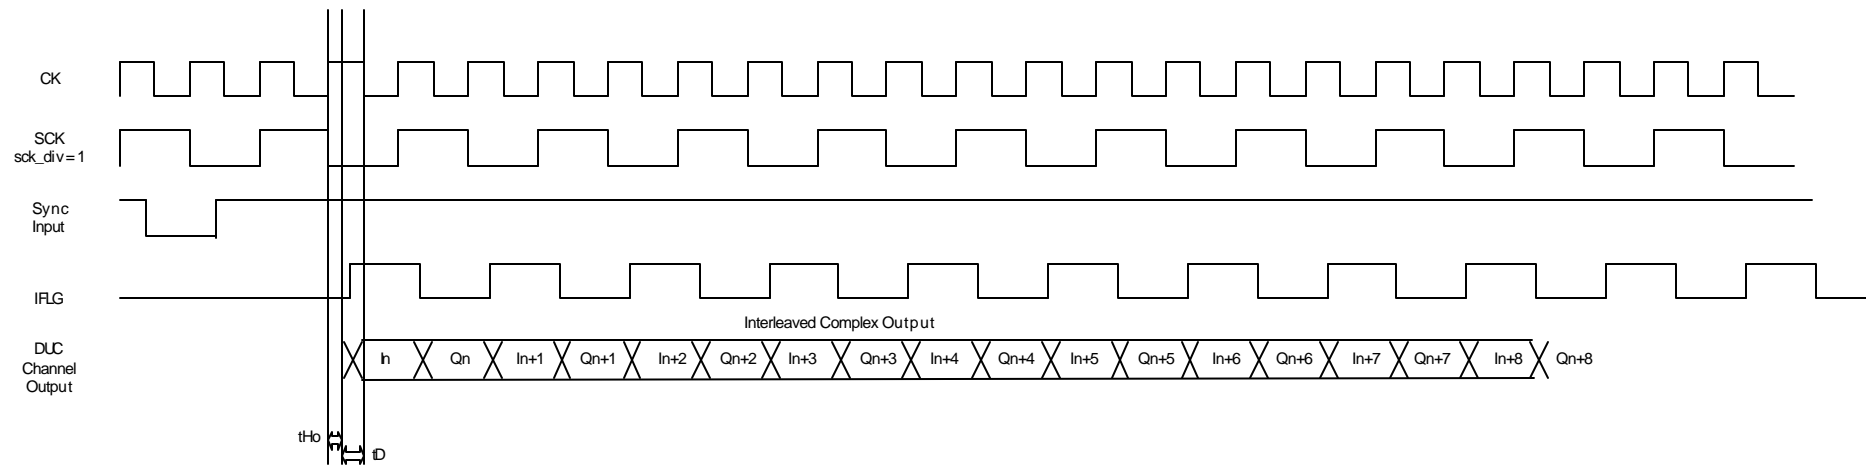 CK
SCK
sck_div=1
Sync
Input
IFLG
Interleaved Complex Output
DUC
Channel
Output
In Qn In+1 Qn+1 In+2 Qn+2 In+3 Qn+3 In+4 Qn+4 In+5 Qn+5 In+6 Qn+6 In+7 Qn+7 In+8 Qn+8
tHo
tD